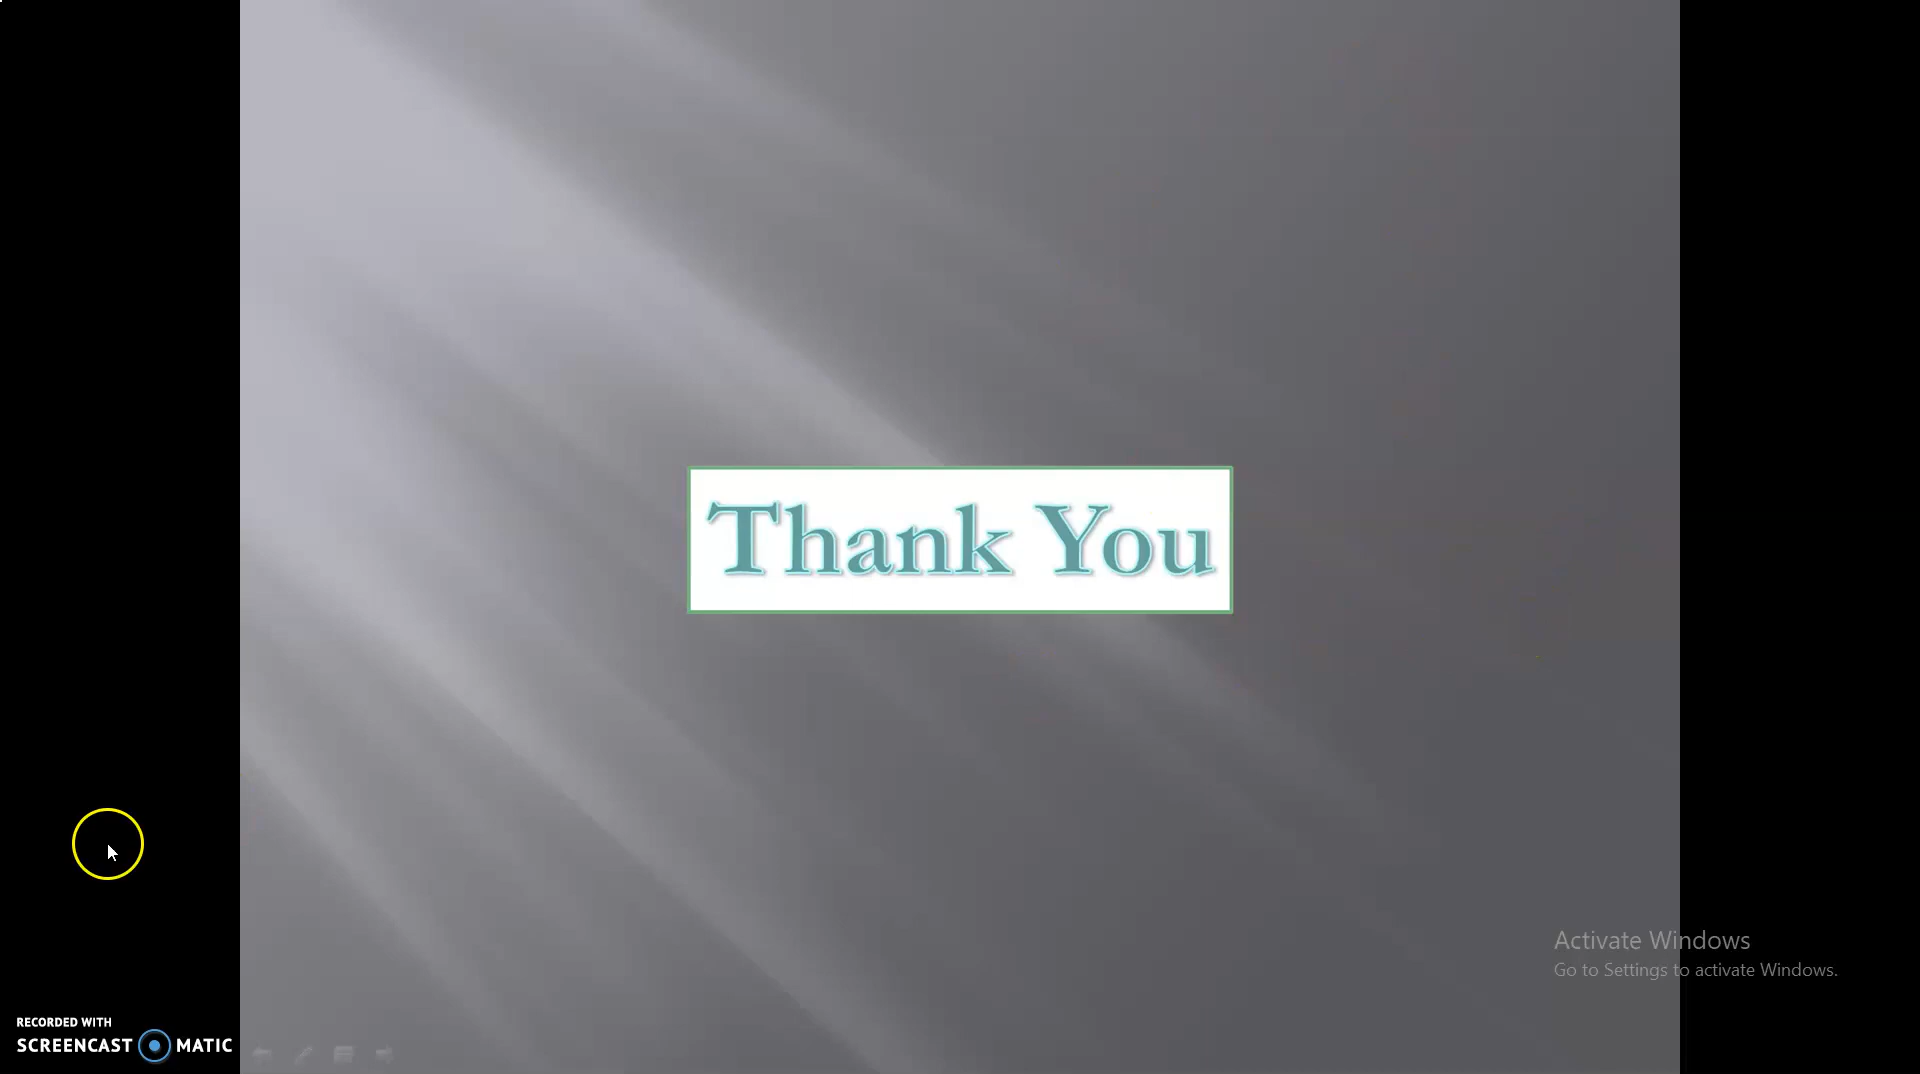 Thank You
Activate Windows
Go to Settings to activate Windows.
RECORDED WITH
SCREENCAST MATIC